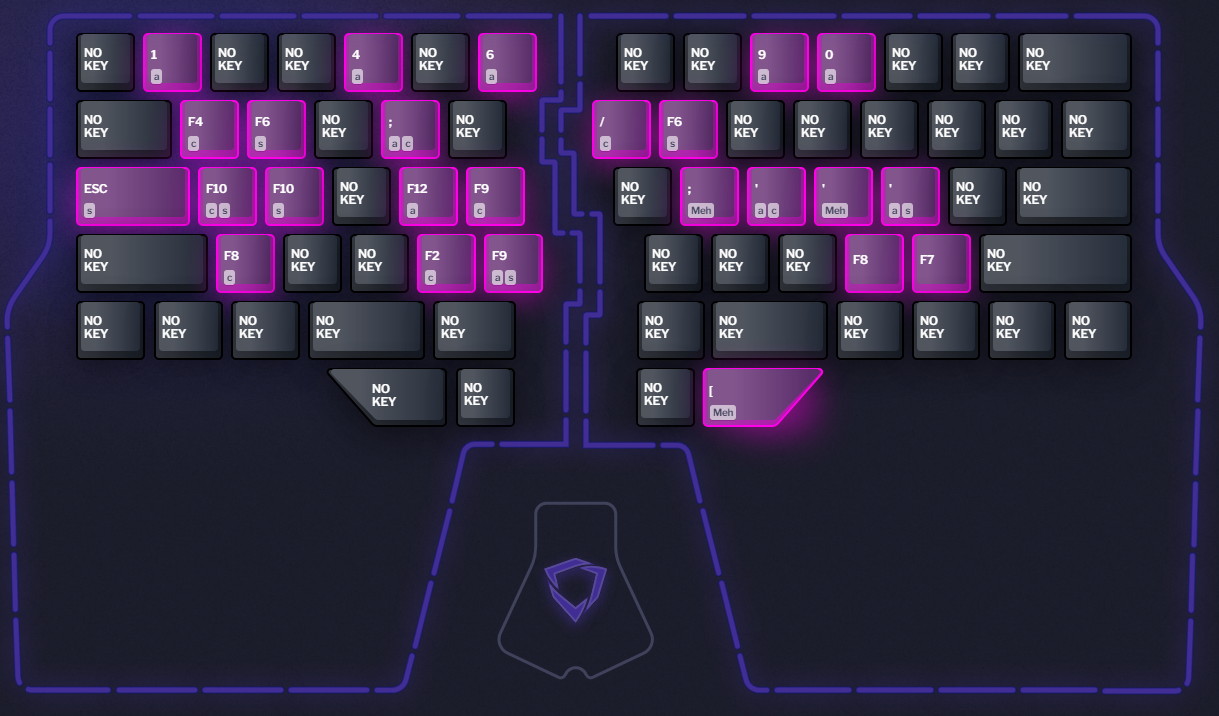 NO KEY 1 a NO KEY NO KEY 4 a NO KEY 6 a NO KEY NO KEY 9 a 0 a NO KEY NO KEY NO KEY
NO KEY F4 c F6 s NO KEY ; a c NO KEY / c F6 s NO KEY NO KEY NO KEY NO KEY NO KEY NO KEY
ESC s F10 c s F10 s NO KEY F12 a F9 c NO KEY ; Meh ' a c ' Meh ' a s NO KEY NO KEY
NO KEY F8 c NO KEY NO KEY F2 c F9 a s NO KEY NO KEY NO KEY F8 F7 NO KEY
NO KEY NO KEY NO KEY NO KEY NO KEY NO KEY NO KEY NO KEY NO KEY NO KEY NO KEY
NO KEY NO KEY NO KEY [ Meh